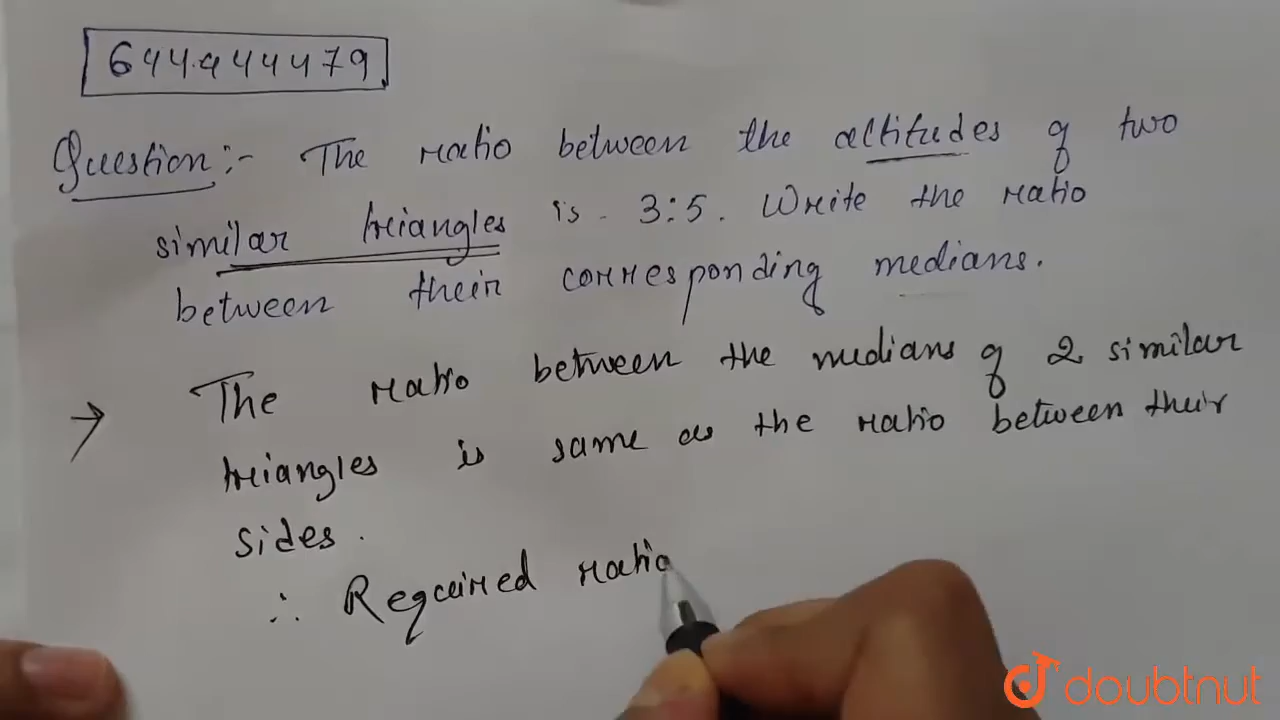 644444479
Question:- The ratio between the altitudes of two
similar triangles is. 3:5. Write the ratio
between their corresponding medians.
→ The ratio between the medians of 2 similar
triangles is same as the ratio between their
sides.
∴ Required ratio
doubtnut